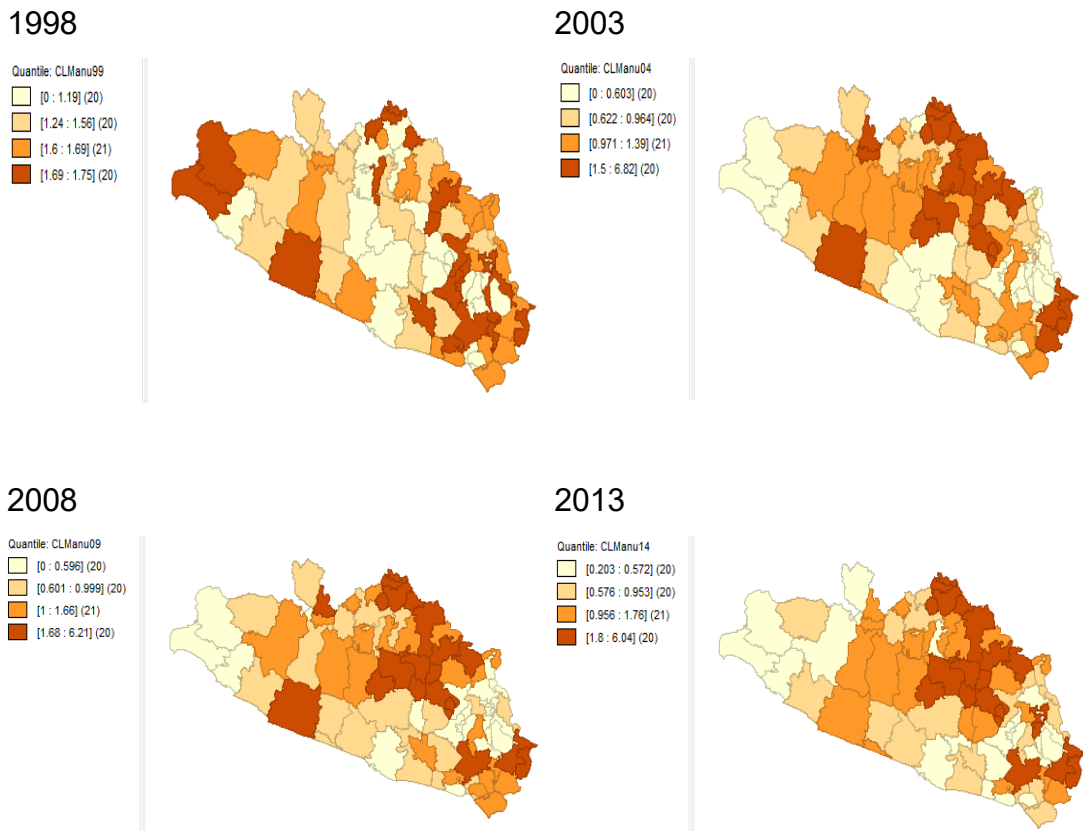 1998
Quantile: CLManu99
[0 : 1.19] (20)
[1.24 : 1.56] (20)
[1.6 : 1.69] (21)
[1.69 : 1.75] (20)
2003
Quantile: CLManu04
[0 : 0.603] (20)
[0.622 : 0.964] (20)
[0.971 : 1.39] (21)
[1.5 : 6.82] (20)
2008
Quantile: CLManu09
[0 : 0.596] (20)
[0.601 : 0.999] (20)
[1 : 1.66] (21)
[1.68 : 6.21] (20)
2013
Quantile: CLManu14
[0.203 : 0.572] (20)
[0.576 : 0.953] (20)
[0.956 : 1.76] (21)
[1.8 : 6.04] (20)